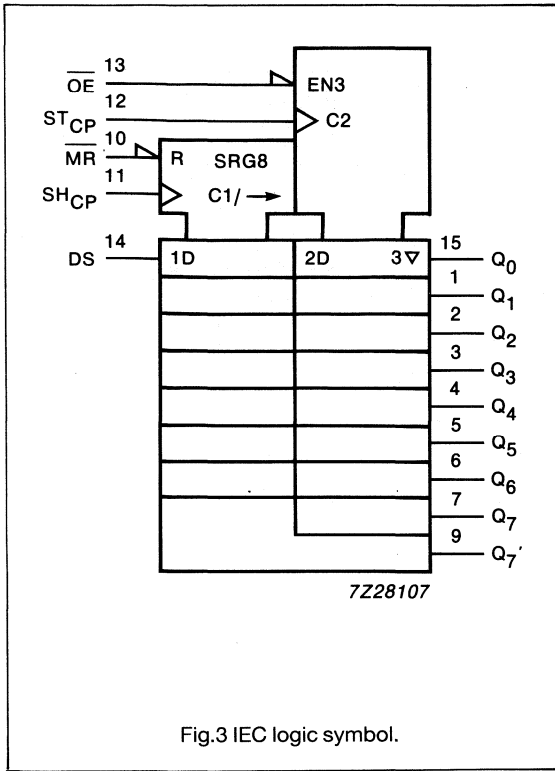 13
OE
EN3
12
STCP
C2
10
MR
R
SRG8
11
SHCP
C1/ →
14
DS
1D
2D
3▽
15
Q0
1
Q1
2
Q2
3
Q3
4
Q4
5
Q5
6
Q6
7
Q7
9
Q7'
7Z28107
Fig.3 IEC logic symbol.